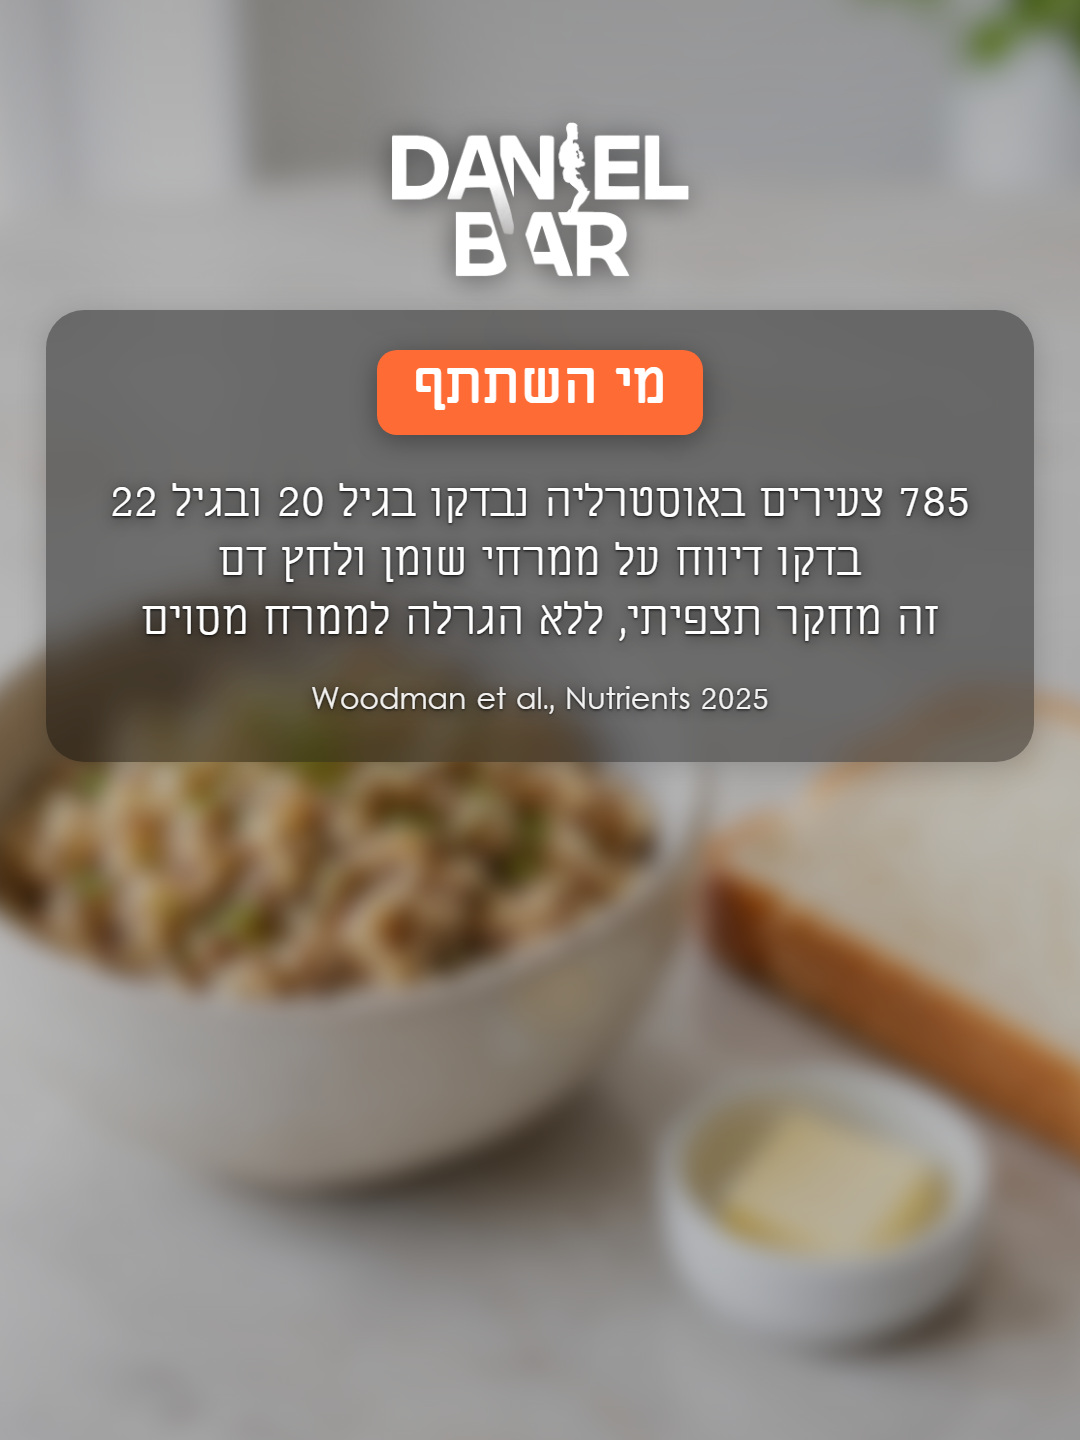 DANIEL
BAR
מי השתתף
785 צעירים באוסטרליה נבדקו בגיל 20 ובגיל 22
בדקו דיווח על ממרחי שומן ולחץ דם
זה מחקר תצפיתי, ללא הגרלה לממרח מסוים
Woodman et al., Nutrients 2025